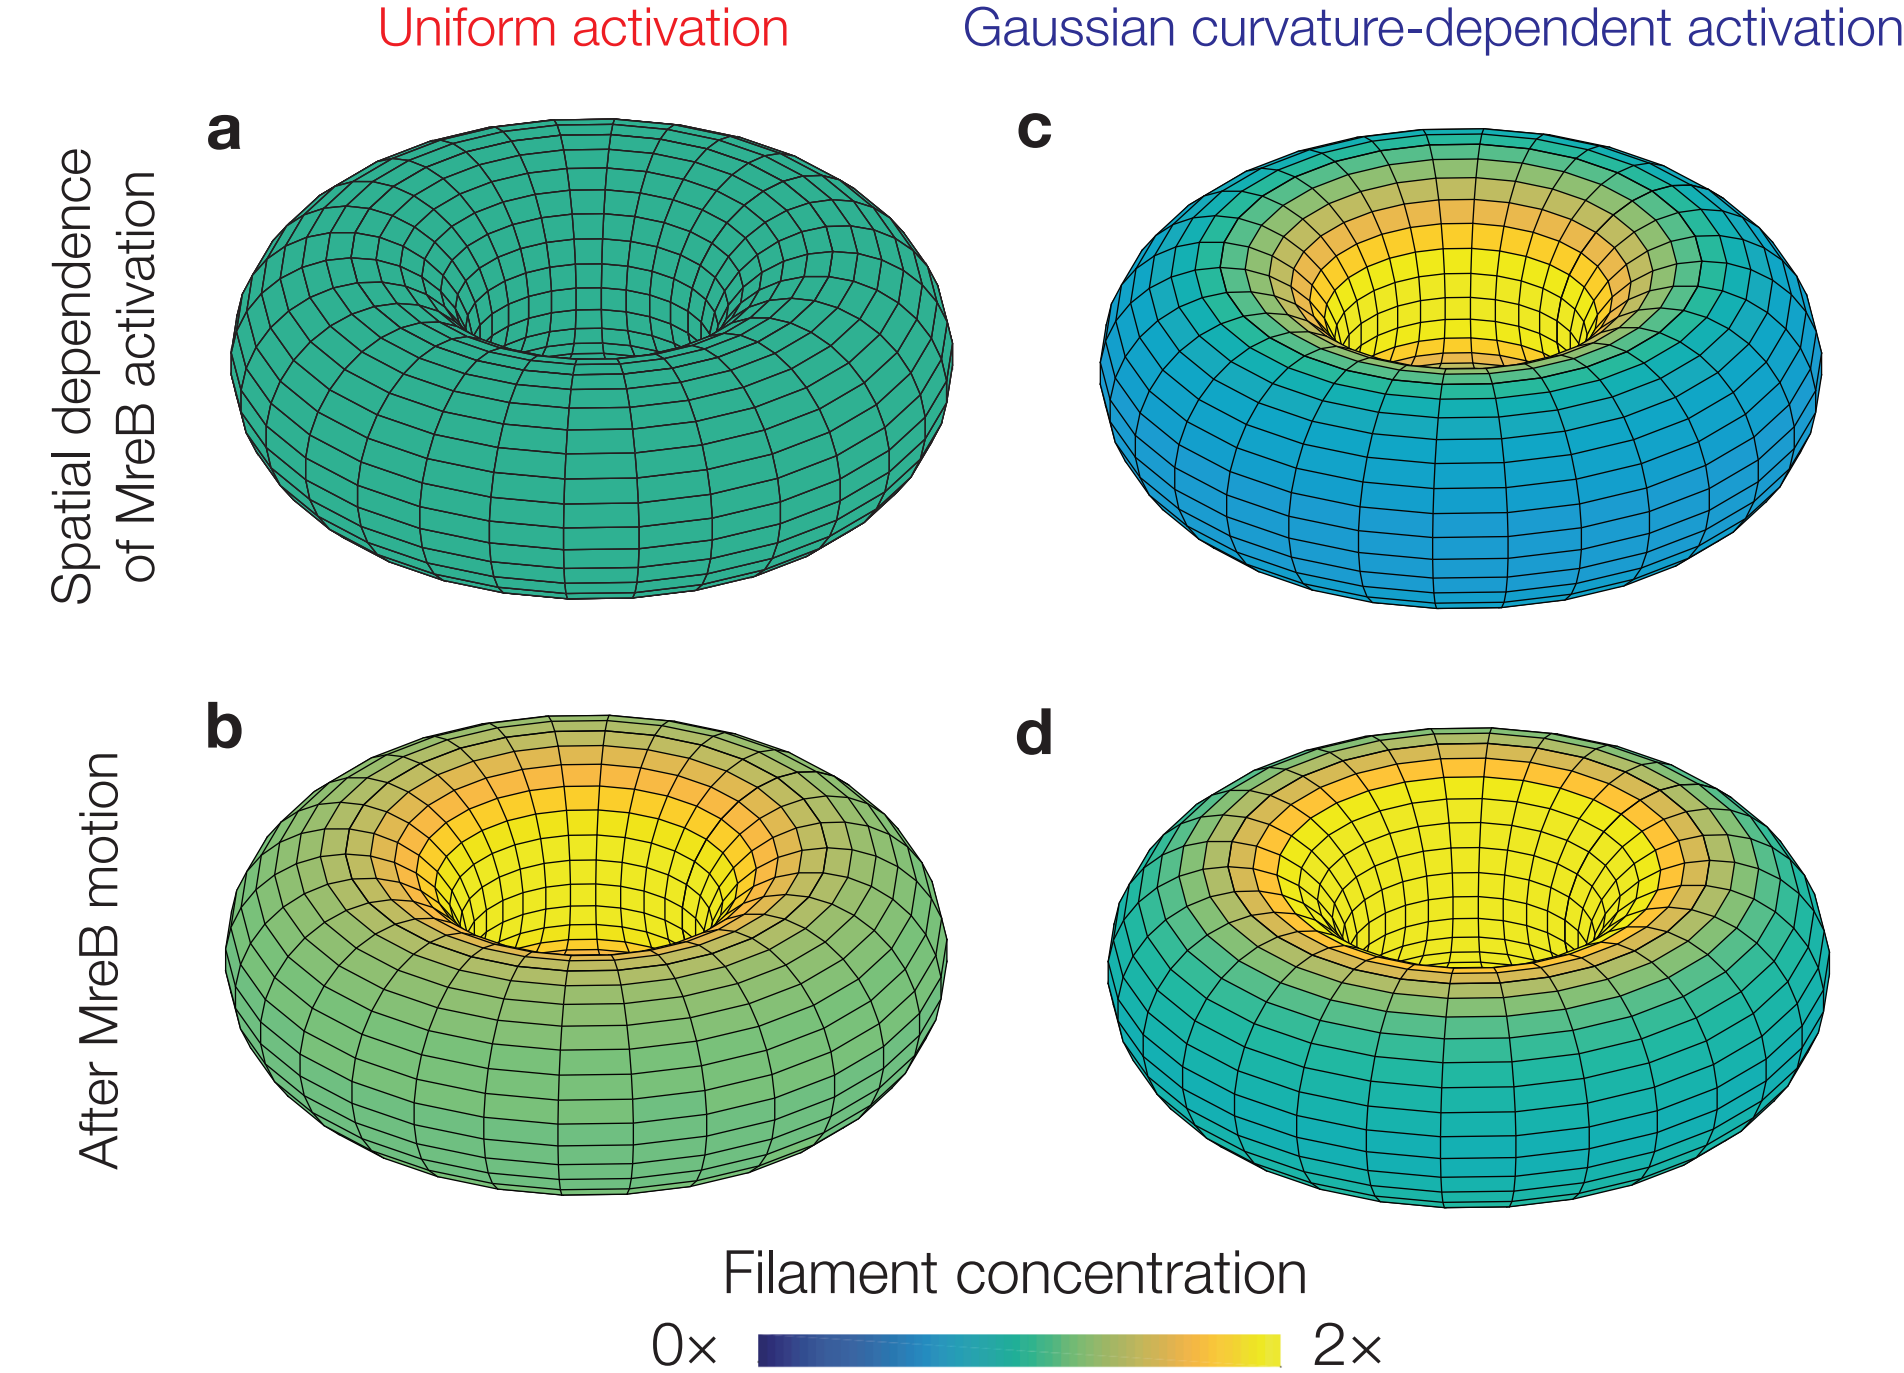 Uniform activation
Gaussian curvature-dependent activation
a
c
Spatial dependence
of MreB activation
b
d
After MreB motion
Filament concentration
0×
2×